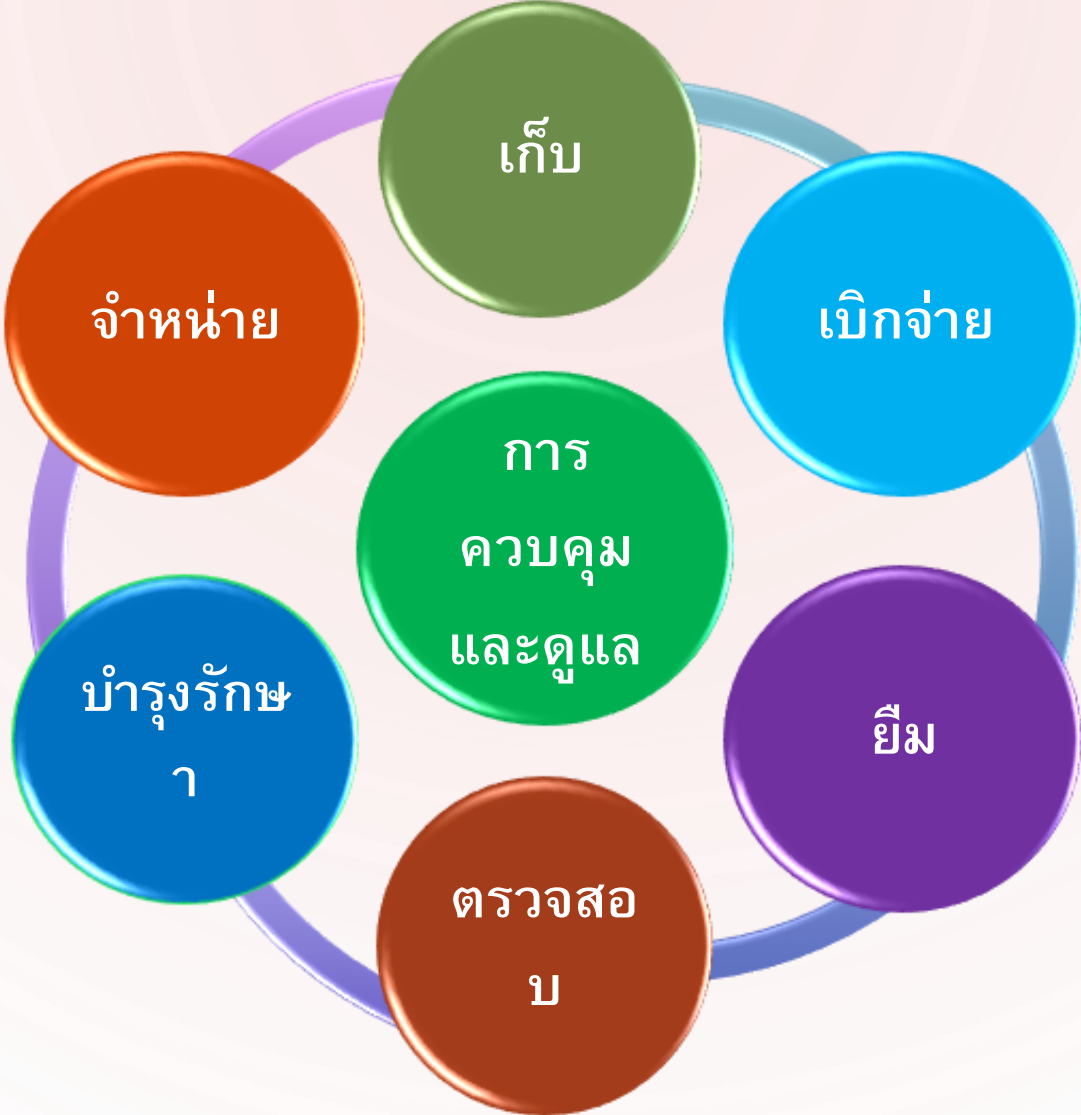 เก็บ
เบิกจ่าย
ยืม
ตรวจสอ
บ
บำรุงรักษ
า
จำหน่าย
การ
ควบคุม
และดูแล